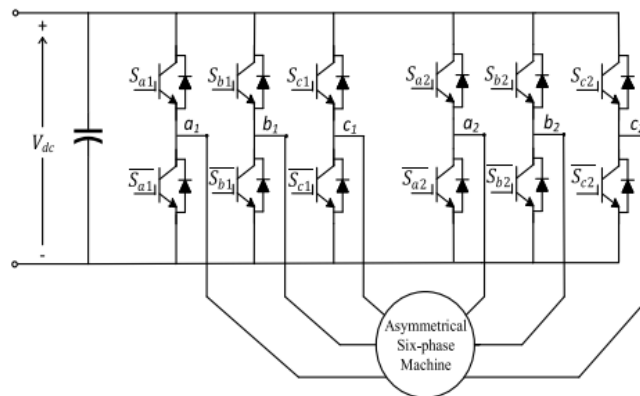 +
S_a1 S_b1 S_c1 S_a2 S_b2 S_c2
a_1 b_1 c_1 a_2 b_2 c_2
V_dc
S̅_a1 S̅_b1 S̅_c1 S̅_a2 S̅_b2 S̅_c2
-
Asymmetrical
Six-phase
Machine